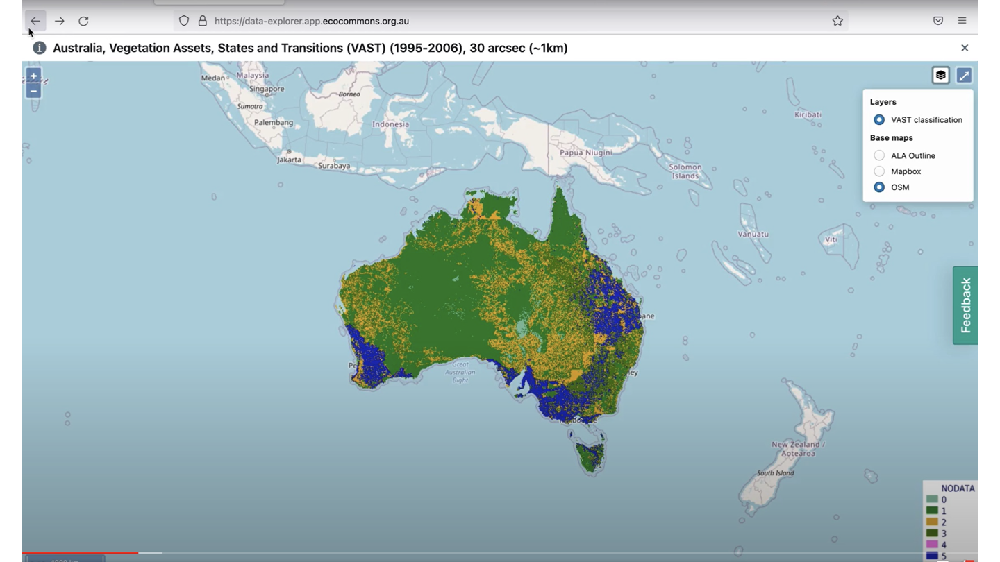 https://data-explorer.app.ecocommons.org.au
Australia, Vegetation Assets, States and Transitions (VAST) (1995-2006), 30 arcsec (~1km)
Layers
VAST classification
Base maps
ALA Outline
Mapbox
OSM
Medan
Malaysia
Singapore
Borneo
Sumatra
Palembang
Indonesia
Kiribati
Jakarta
Surabaya
Papua Niugini
Solomon
Islands
Vanuatu
Viti
Feedback
ane
Pe
Great
Australian
Bight
ney
New Zealand /
Aotearoa
South Island
NODATA
0
1
2
3
4
5